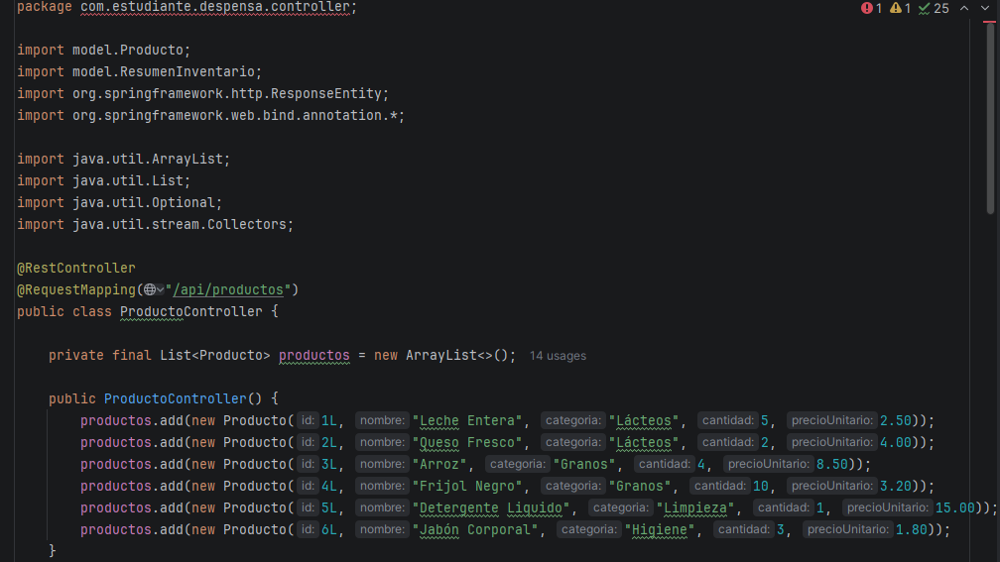 package com.estudiante.despensa.controller;
1 1 25
import model.Producto;
import model.ResumenInventario;
import org.springframework.http.ResponseEntity;
import org.springframework.web.bind.annotation.*;
import java.util.ArrayList;
import java.util.List;
import java.util.Optional;
import java.util.stream.Collectors;
@RestController
@RequestMapping("/api/productos")
public class ProductoController {
private final List<Producto> productos = new ArrayList<>(); 14 usages
public ProductoController() {
productos.add(new Producto( id: 1L, nombre: "Leche Entera", categoria: "Lácteos", cantidad: 5, precioUnitario: 2.50));
productos.add(new Producto( id: 2L, nombre: "Queso Fresco", categoria: "Lácteos", cantidad: 2, precioUnitario: 4.00));
productos.add(new Producto( id: 3L, nombre: "Arroz", categoria: "Granos", cantidad: 4, precioUnitario: 8.50));
productos.add(new Producto( id: 4L, nombre: "Frijol Negro", categoria: "Granos", cantidad: 10, precioUnitario: 3.20));
productos.add(new Producto( id: 5L, nombre: "Detergente Líquido", categoria: "Limpieza", cantidad: 1, precioUnitario: 15.00));
productos.add(new Producto( id: 6L, nombre: "Jabón Corporal", categoria: "Higiene", cantidad: 3, precioUnitario: 1.80));
}